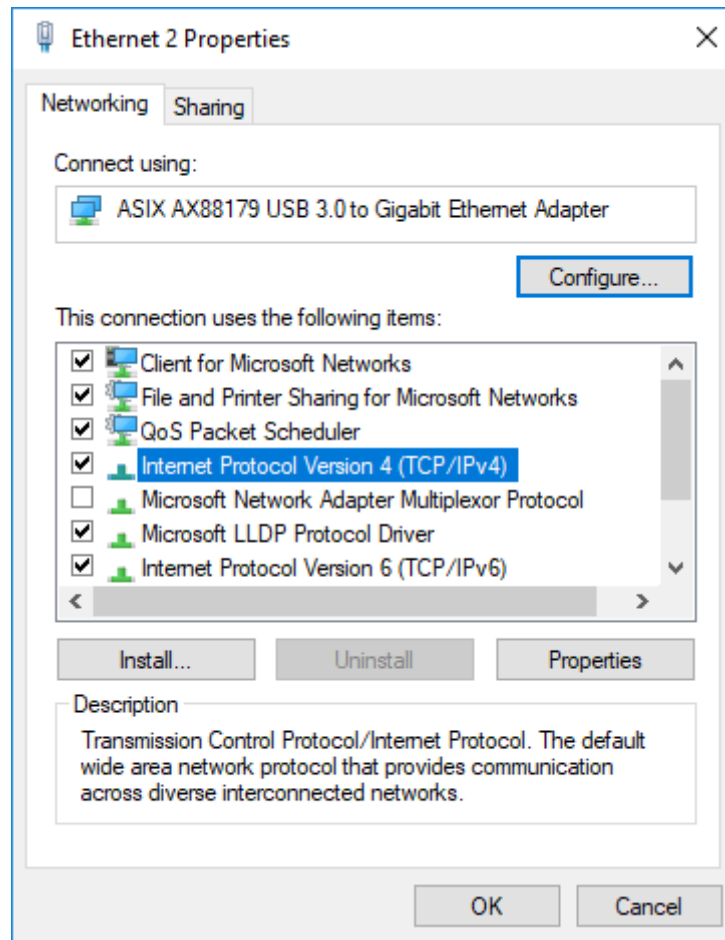 Ethernet 2 Properties
Networking
Sharing
Connect using:
ASIX AX88179 USB 3.0 to Gigabit Ethernet Adapter
Configure...
This connection uses the following items:
Client for Microsoft Networks
File and Printer Sharing for Microsoft Networks
QoS Packet Scheduler
Internet Protocol Version 4 (TCP/IPv4)
Microsoft Network Adapter Multiplexor Protocol
Microsoft LLDP Protocol Driver
Internet Protocol Version 6 (TCP/IPv6)
Install...
Uninstall
Properties
Description
Transmission Control Protocol/Internet Protocol. The default
wide area network protocol that provides communication
across diverse interconnected networks.
OK
Cancel